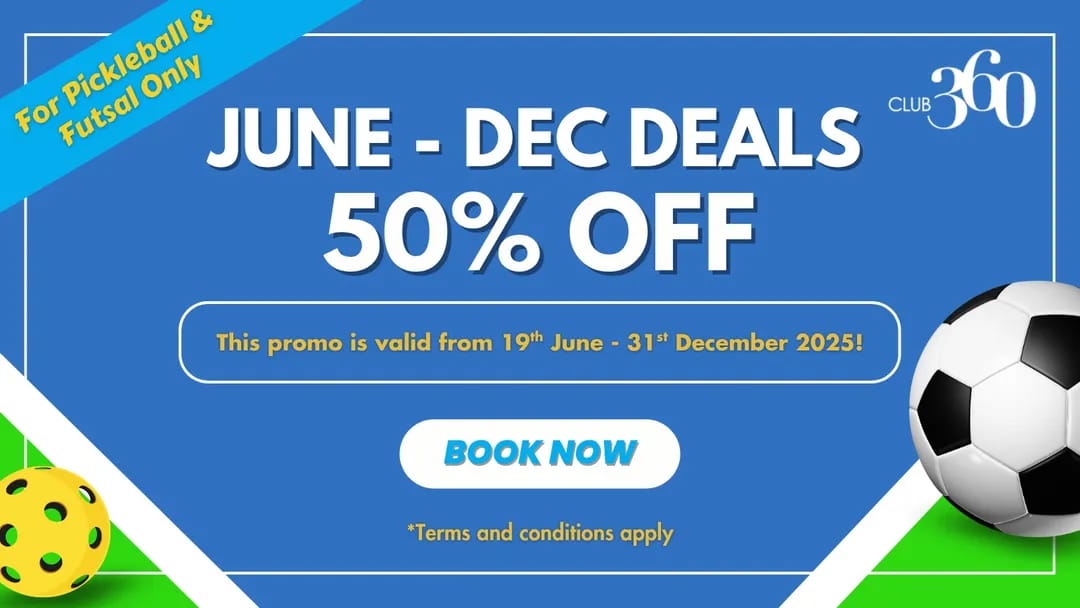 For Pickleball &
Futsal Only
CLUB 360
JUNE - DEC DEALS
50% OFF
This promo is valid from 19th June - 31st December 2025!
BOOK NOW
*Terms and conditions apply